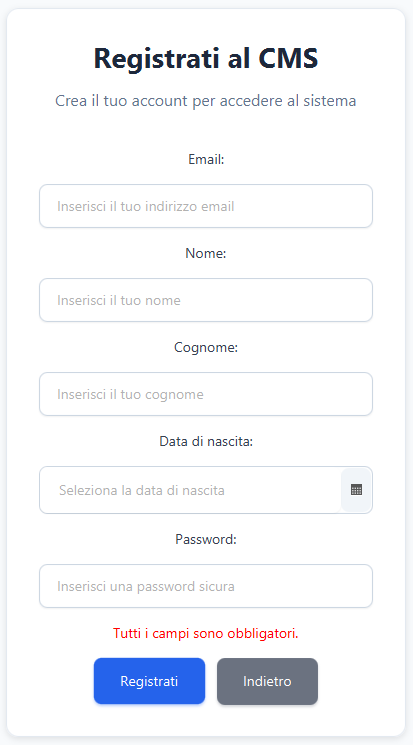 Registrati al CMS
Crea il tuo account per accedere al sistema
Email:
Inserisci il tuo indirizzo email
Nome:
Inserisci il tuo nome
Cognome:
Inserisci il tuo cognome
Data di nascita:
Seleziona la data di nascita
Password:
Inserisci una password sicura
Tutti i campi sono obbligatori.
Registrati
Indietro